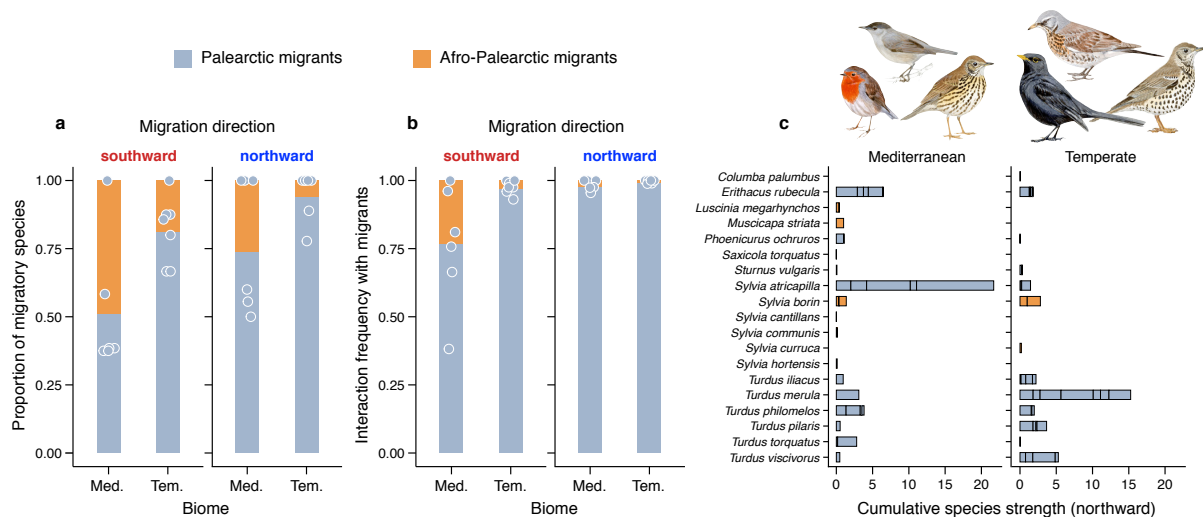 Palearctic migrants
Afro-Palearctic migrants
a
Migration direction
southward
northward
Proportion of migratory species
1.00
0.75
0.50
0.25
0.00
Med.
Tem.
Med.
Tem.
Biome
b
Migration direction
southward
northward
Interaction frequency with migrants
1.00
0.75
0.50
0.25
0.00
Med.
Tem.
Med.
Tem.
Biome
c
Mediterranean
Temperate
Columba palumbus
Erithacus rubecula
Luscinia megarhynchos
Muscicapa striata
Phoenicurus ochruros
Saxicola torquatus
Sturnus vulgaris
Sylvia atricapilla
Sylvia borin
Sylvia cantillans
Sylvia communis
Sylvia curruca
Sylvia hortensis
Turdus iliacus
Turdus merula
Turdus philomelos
Turdus pilaris
Turdus torquatus
Turdus viscivorus
0 5 10 15 20
0 5 10 15 20
Cumulative species strength (northward)